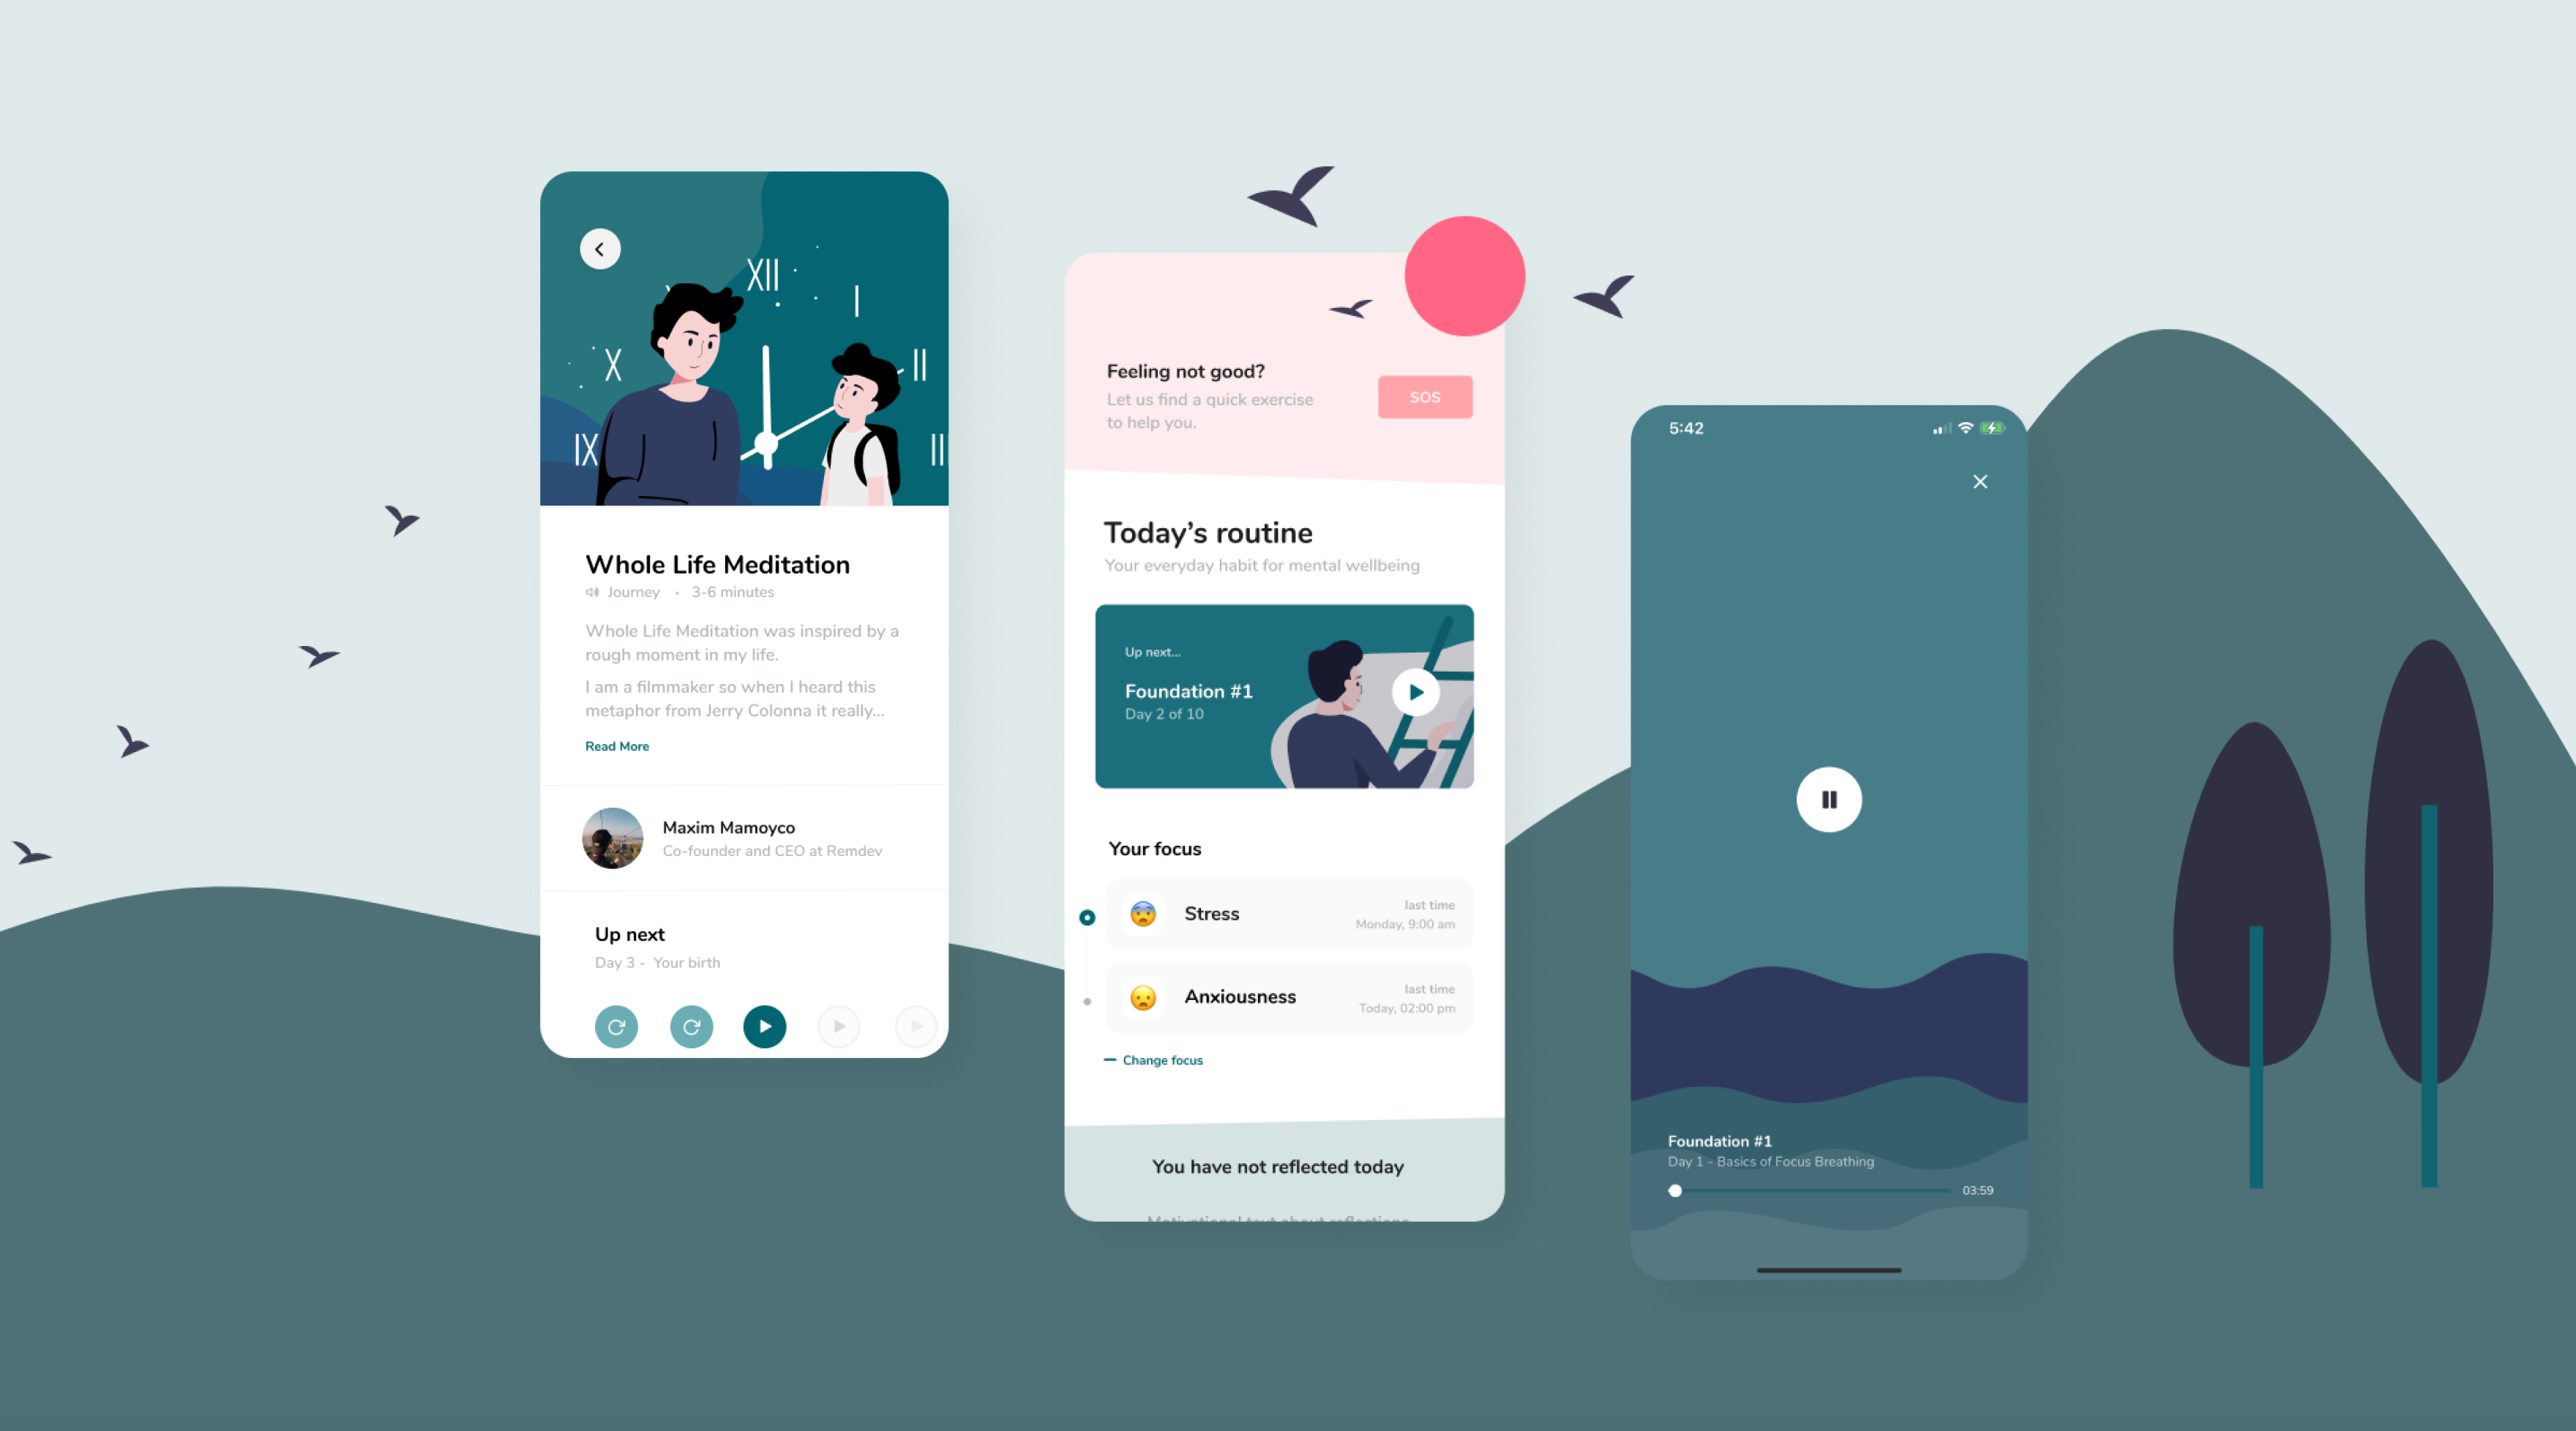 XII
I
X
II
IX
III
Whole Life Meditation
Journey • 3-6 minutes
Whole Life Meditation was inspired by a
rough moment in my life.
I am a filmmaker so when I heard this
metaphor from Jerry Colonna it really...
Read More
Maxim Mamoyco
Co-founder and CEO at Remdev
Up next
Day 3 - Your birth
Feeling not good?
Let us find a quick exercise
to help you.
SOS
Today’s routine
Your everyday habit for mental wellbeing
Up next...
Foundation #1
Day 2 of 10
Your focus
Stress
last time
Monday, 9:00 am
Anxiousness
last time
Today, 02:00 pm
Change focus
You have not reflected today
Motivational text about reflections
5:42
Foundation #1
Day 1 - Basics of Focus Breathing
03:59